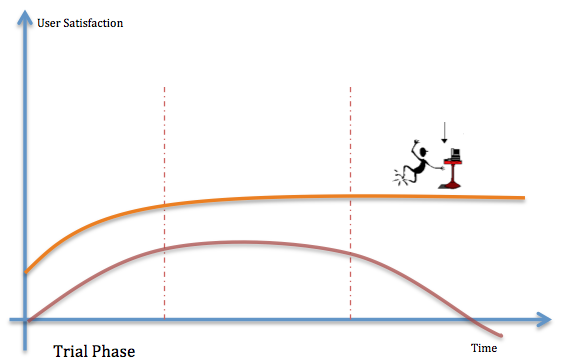 User Satisfaction
Trial Phase
Time